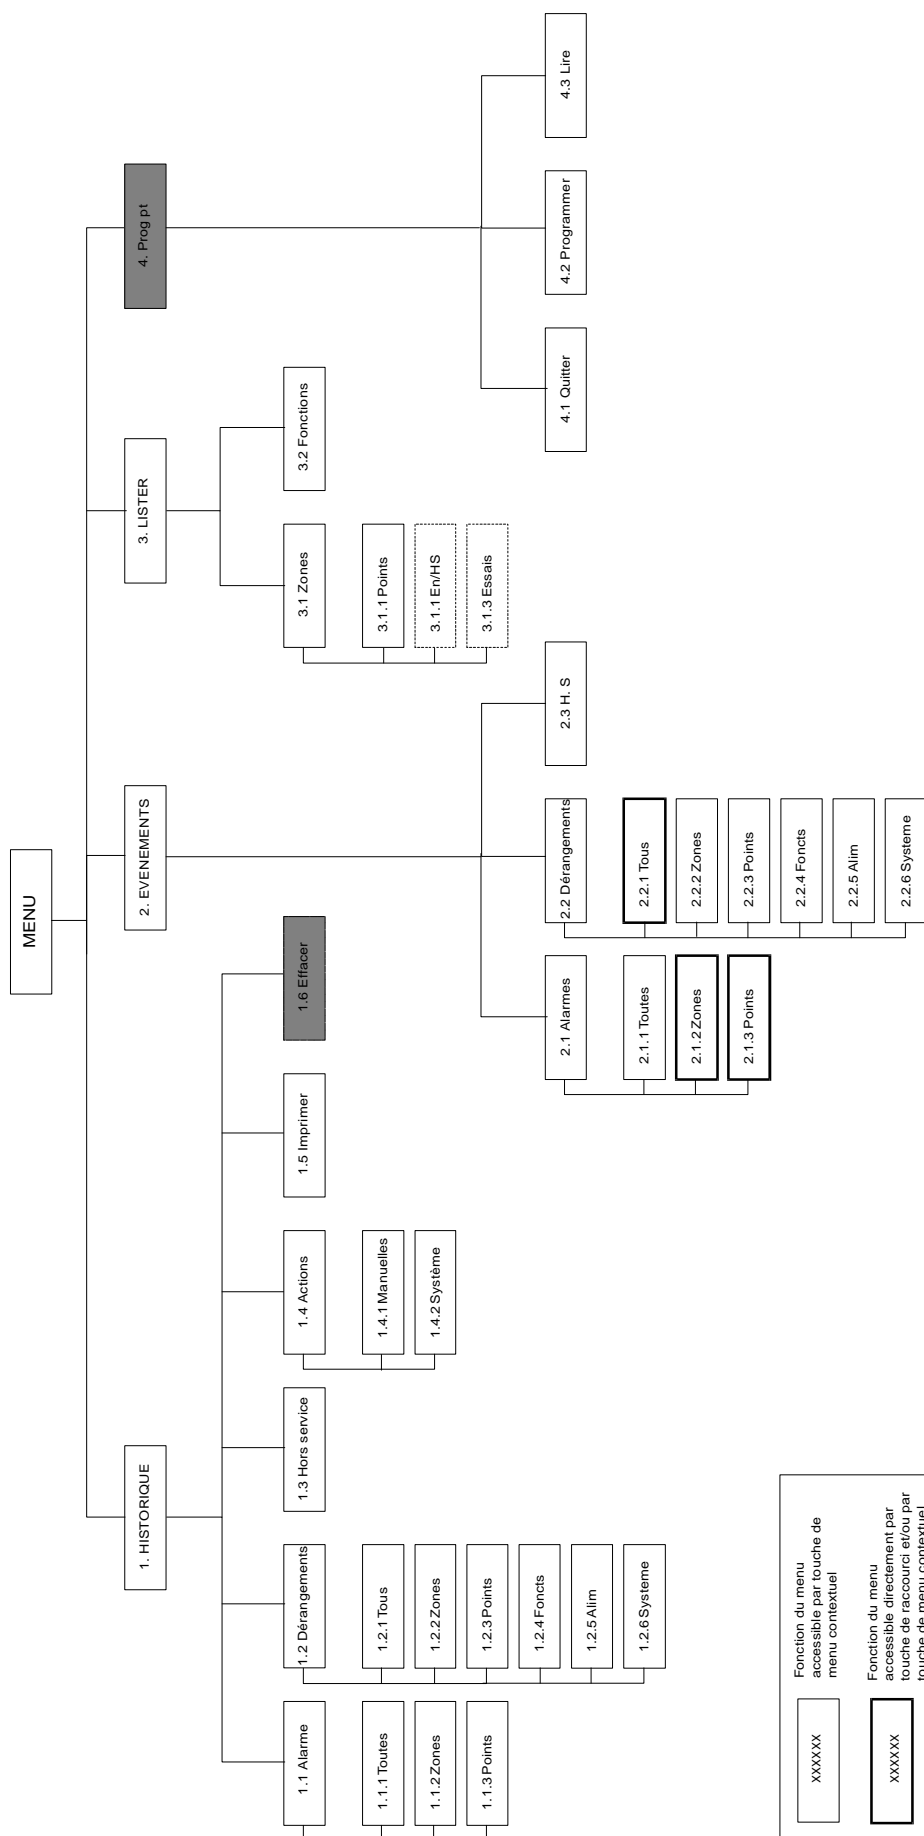 MENU
1. HISTORIQUE
1.1 Alarme
1.1.1 Toutes
1.1.2 Zones
1.1.3 Points
1.2 Dérangements
1.2.1 Tous
1.2.2 Zones
1.2.3 Points
1.2.4 Foncts
1.2.5 Alim
1.2.6 Systeme
1.3 Hors service
1.4 Actions
1.4.1 Manuelles
1.4.2 Système
1.5 Imprimer
1.6 Effacer
2. EVENEMENTS
2.1 Alarmes
2.1.1 Toutes
2.1.2 Zones
2.1.3 Points
2.2 Dérangements
2.2.1 Tous
2.2.2 Zones
2.2.3 Points
2.2.4 Foncts
2.2.5 Alim
2.2.6 Systeme
2.3 H. S
3. LISTER
3.1 Zones
3.1.1 Points
3.1.1 En/HS
3.1.3 Essais
3.2 Fonctions
4. Prog pt
4.1 Quitter
4.2 Programmer
4.3 Lire
XXXXXX
Fonction du menu
accessible par touche de
menu contextuel
XXXXXX
Fonction du menu
accessible directement par
touche de raccourci et/ou par
touche de menu contextuel